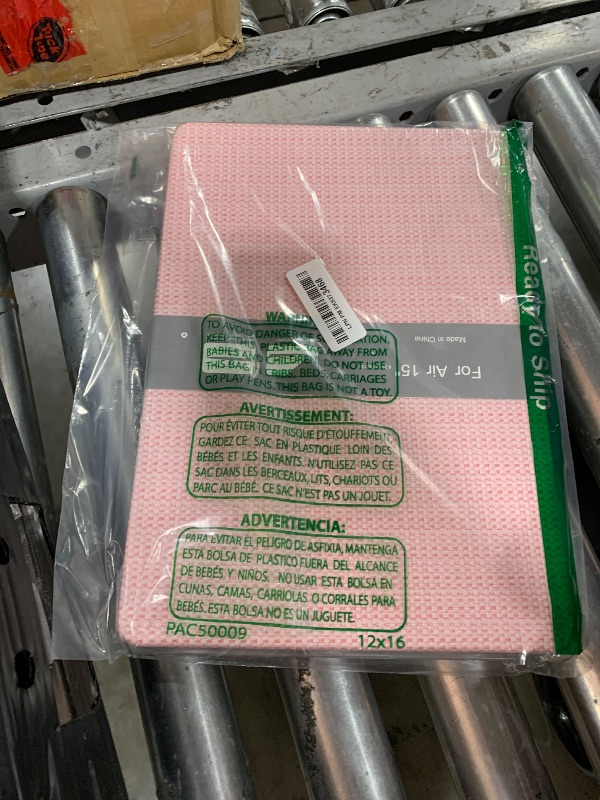 Ready to Ship
Made in China
For Air 15"
TO AVOID DANGER OF
KEEP THIS PLASTIC BAG AWAY FROM
BABIES AND CHILDREN. DO NOT USE
THIS BAG CRIBS, BEDS, CARRIAGES
OR PLAY PENS. THIS BAG IS NOT A TOY.
AVERTISSEMENT:
POUR ÉVITER TOUT RISQUE D'ÉTOUFFEMENT,
GARDEZ CE SAC EN PLASTIQUE LOIN DES
BÉBÉS ET LES ENFANTS. N'UTILISEZ PAS CE
SAC DANS LES BERCEAUX, LITS, CHARIOTS OU
PARC AU BÉBÉ. CE SAC N'EST PAS UN JOUET.
ADVERTENCIA:
PARA EVITAR EL PELIGRO DE ASFIXIA, MANTENGA
ESTA BOLSA DE PLASTICO FUERA DEL ALCANCE
DE BEBÉS Y NIÑOS. NO USAR ESTA BOLSA EN
CUNAS, CAMAS, CARRIOLAS O CORRALES PARA
BEBÉS. ESTA BOLSA NO ES UN JUGUETE.
PAC50009 12x16